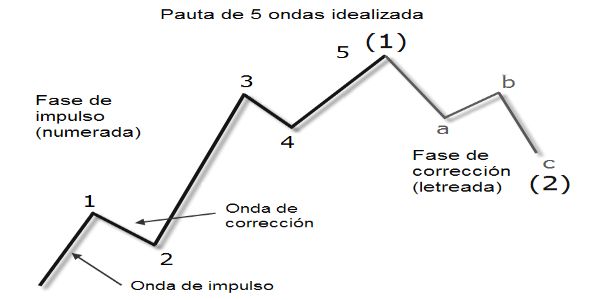 Pauta de 5 ondas idealizada
5 (1)
3
b
Fase de
impulso
(numerada)
4
a
Fase de
corrección
(letreada)
c
(2)
1
Onda de
corrección
2
Onda de impulso